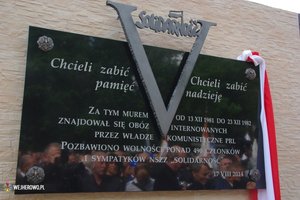 Solidarność
Chcieli zabić
pamięć
Chcieli zabić
nadzieję
Za tym murem od 13 XII 1981 do 23 XII 1982
znajdował się obóz internowanych
przez władze komunistyczne PRL
Pozbawiono wolności ponad 490 członków
i sympatyków NSZZ „Solidarność”
17 VIII 2014
WEJHEROWO.PL